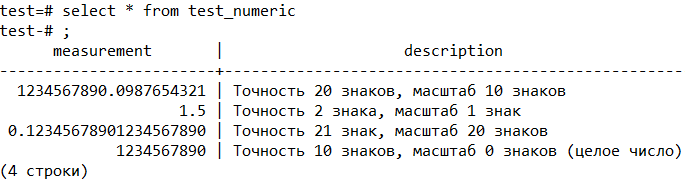 test=# select * from test_numeric
test-# ;
measurement | description
------------------------+---------------------------------------------------
1234567890.0987654321 | Точность 20 знаков, масштаб 10 знаков
1.5 | Точность 2 знака, масштаб 1 знак
0.12345678901234567890 | Точность 21 знак, масштаб 20 знаков
1234567890 | Точность 10 знаков, масштаб 0 знаков (целое число)
(4 строки)